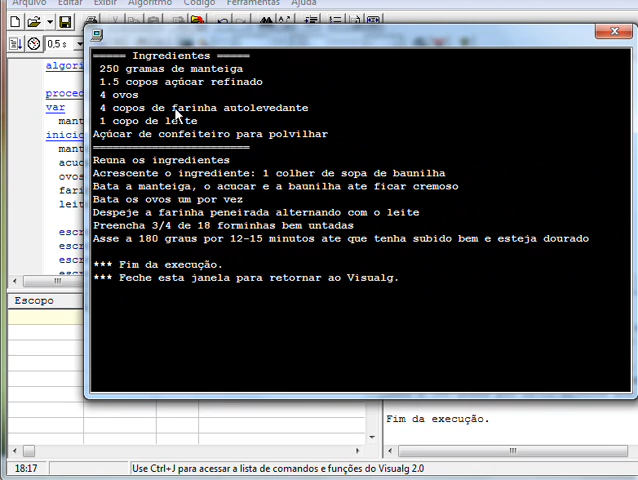 Arquivo Editar Exibir Algoritmo Código Ferramentas Ajuda
0,5 s
===== Ingredientes =====
250 gramas de manteiga
1.5 copos açúcar refinado
4 ovos
4 copos de farinha autolevedante
1 copo de leite
Açúcar de confeiteiro para polvilhar
========================
Reuna os ingredientes
Acrescente o ingrediente: 1 colher de sopa de baunilha
Bata a manteiga, o acucar e a baunilha ate ficar cremoso
Bata os ovos um por vez
Despeje a farinha peneirada alternando com o leite
Preencha 3/4 de 18 forminhas bem untadas
Asse a 180 graus por 12-15 minutos ate que tenha subido bem e esteja dourado
*** Fim da execução.
*** Feche esta janela para retornar ao Visualg.
algori
proced
var
mant
inicio
mant
acuc
ovos
fari
leit
escr
escr
escr
Escopo
Fim da execução.
18:17
Use Ctrl+J para acessar a lista de comandos e funções do Visualg 2.0